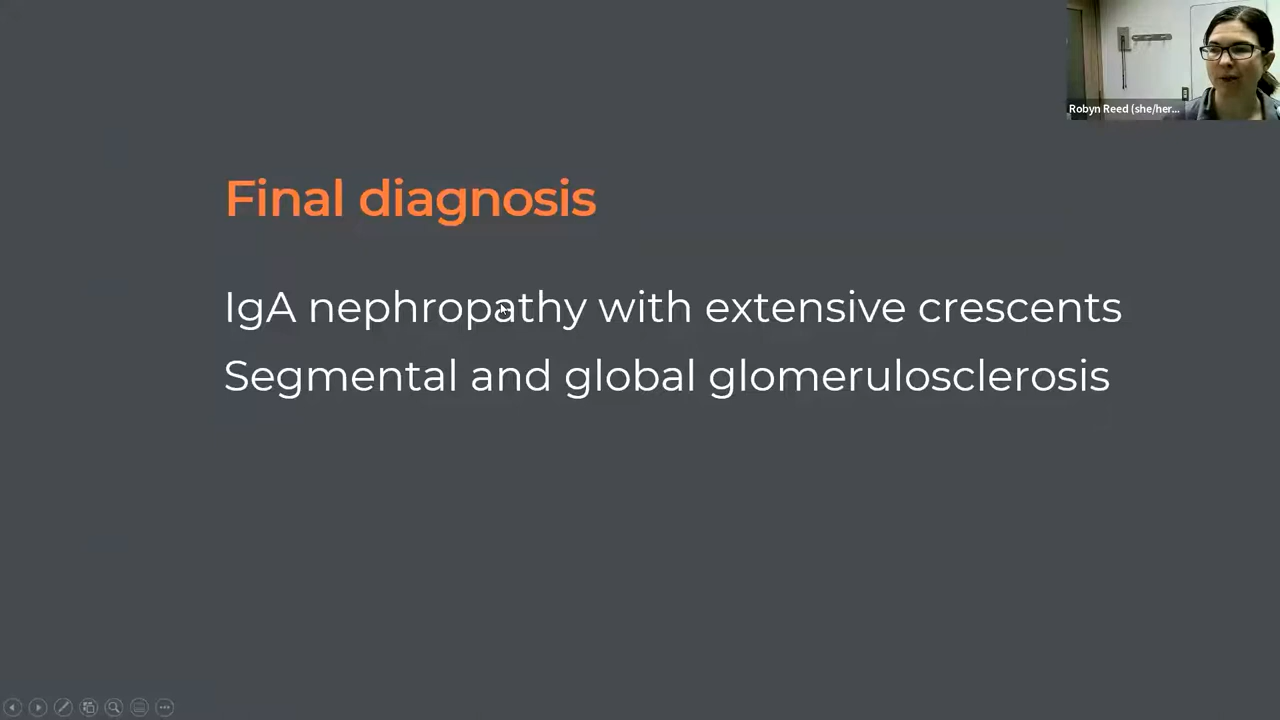 Robyn Reed (she/her...
Final diagnosis
IgA nephropathy with extensive crescents
Segmental and global glomerulosclerosis